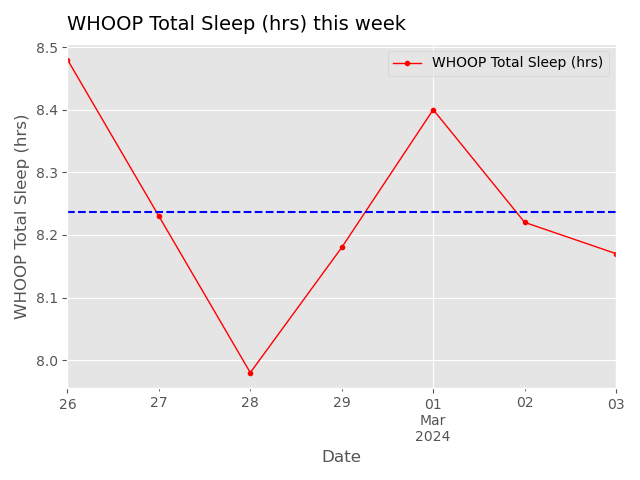 WHOOP Total Sleep (hrs) this week
WHOOP Total Sleep (hrs)
WHOOP Total Sleep (hrs)
8.5
8.4
8.3
8.2
8.1
8.0
26 27 28 29 01 02 03
Mar
2024
Date